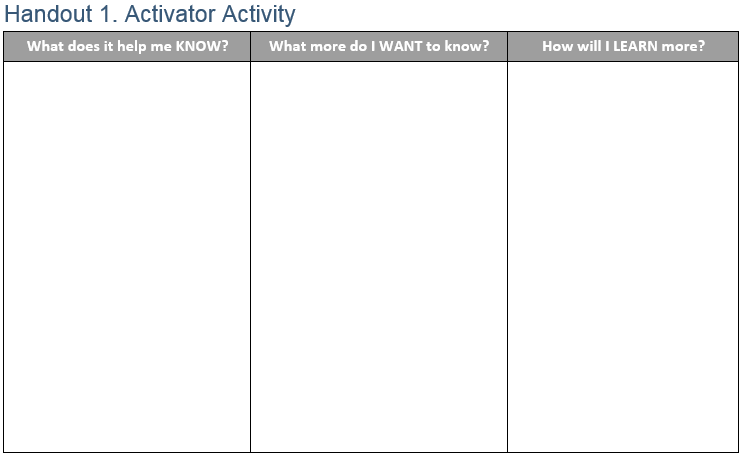 Handout 1. Activator Activity
What does it help me KNOW? What more do I WANT to know? How will I LEARN more?